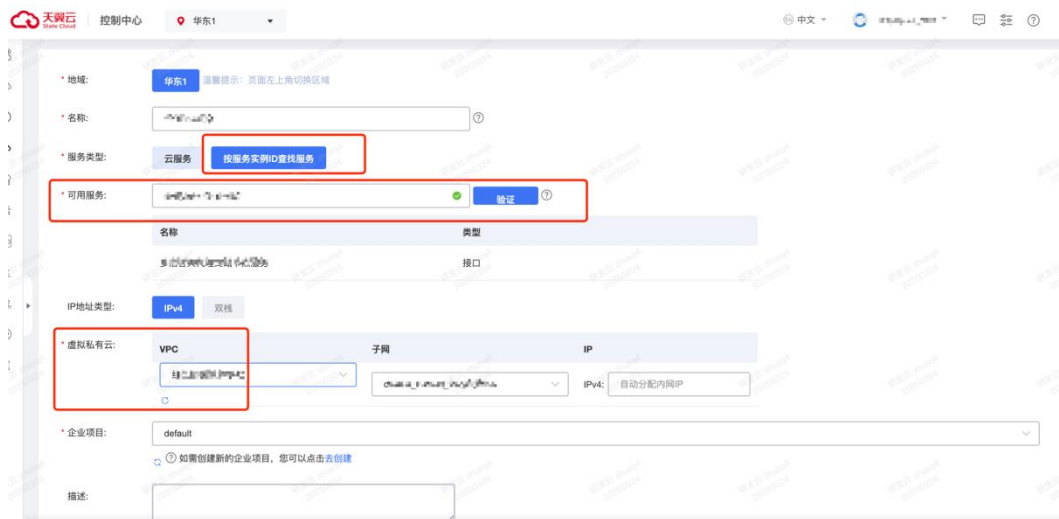 天翼云 控制中心 华东1 中文
State Cloud
* 地域: 华东1 温馨提示：页面左上角切换区域
* 名称:
* 服务类型: 云服务 按服务实例ID查找服务
* 可用服务: 验证
名称 类型
接口
IP地址类型: IPv4 双栈
* 虚拟私有云: VPC 子网 IP
IPv4: 自动分配内网IP
* 企业项目: default
如需创建新的企业项目，您可以点击去创建
描述: